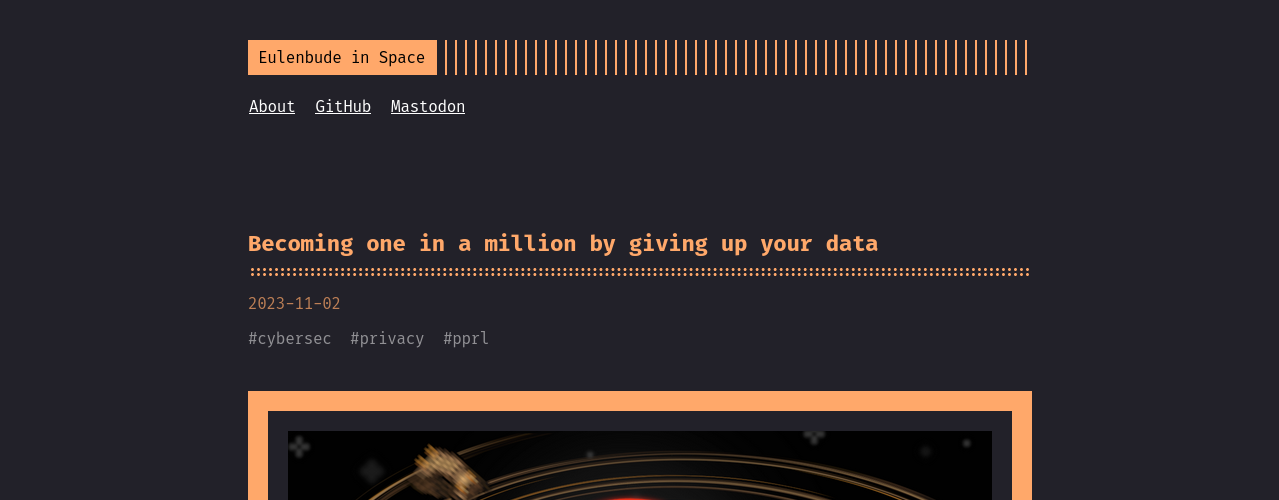 Eulenbude in Space
About GitHub Mastodon
Becoming one in a million by giving up your data
2023-11-02
#cybersec #privacy #pprl